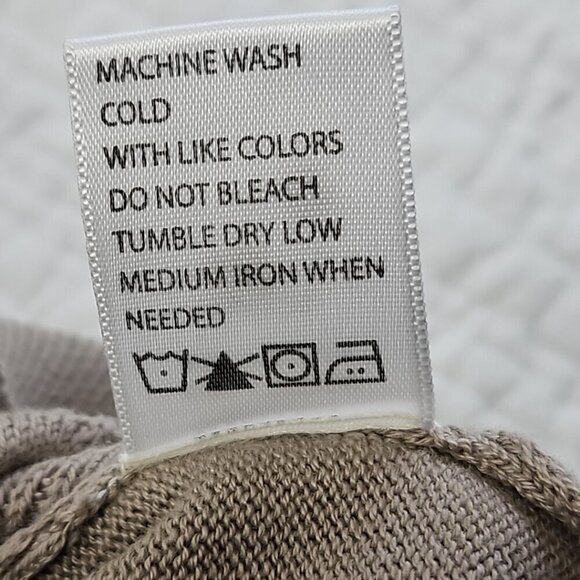 MACHINE WASH
COLD
WITH LIKE COLORS
DO NOT BLEACH
TUMBLE DRY LOW
MEDIUM IRON WHEN
NEEDED